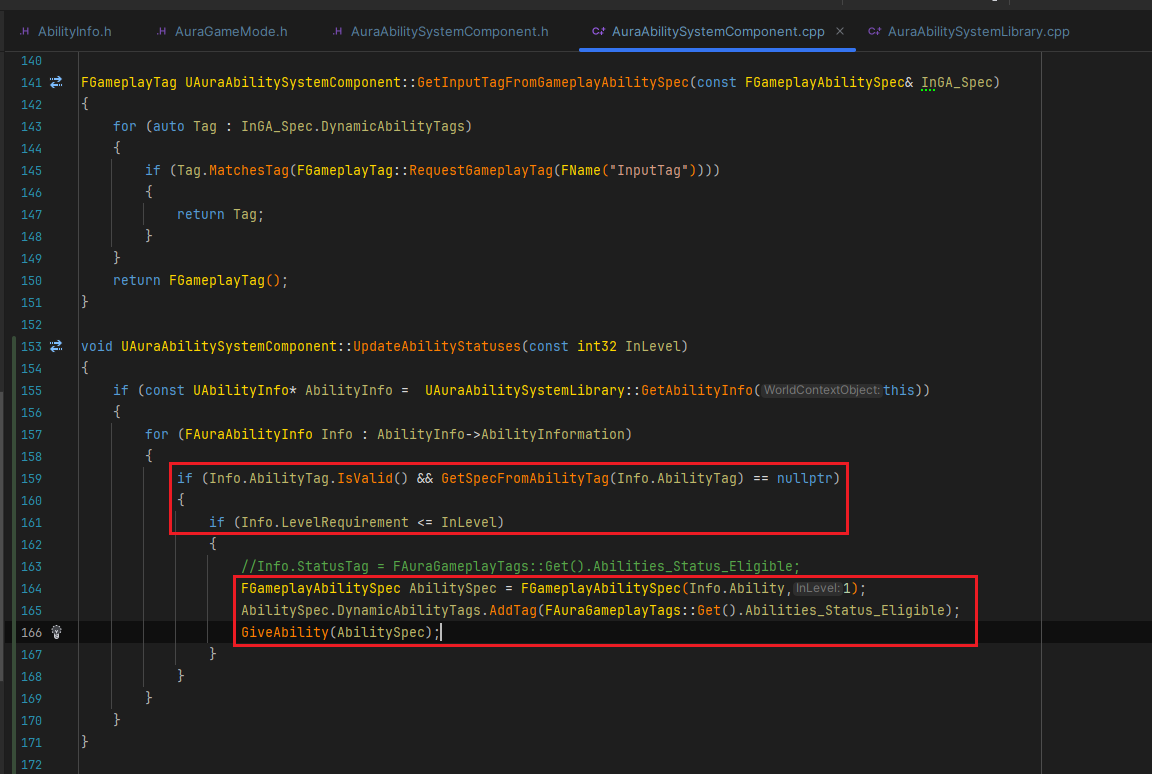 AbilityInfo.h AuraGameMode.h AuraAbilitySystemComponent.h AuraAbilitySystemComponent.cpp AuraAbilitySystemLibrary.cpp
140
141 FGameplayTag UAuraAbilitySystemComponent::GetInputTagFromGameplayAbilitySpec(const FGameplayAbilitySpec& InGA_Spec)
142 {
143 for (auto Tag : InGA_Spec.DynamicAbilityTags)
144 {
145 if (Tag.MatchesTag(FGameplayTag::RequestGameplayTag(FName("InputTag"))))
146 {
147 return Tag;
148 }
149 }
150 return FGameplayTag();
151 }
152
153 void UAuraAbilitySystemComponent::UpdateAbilityStatuses(const int32 InLevel)
154 {
155 if (const UAbilityInfo* AbilityInfo = UAuraAbilitySystemLibrary::GetAbilityInfo(WorldContextObject: this))
156 {
157 for (FAuraAbilityInfo Info : AbilityInfo->AbilityInformation)
158 {
159 if (Info.AbilityTag.IsValid() && GetSpecFromAbilityTag(Info.AbilityTag) == nullptr)
160 {
161 if (Info.LevelRequirement <= InLevel)
162 {
163 //Info.StatusTag = FAuraGameplayTags::Get().Abilities_Status_Eligible;
164 FGameplayAbilitySpec AbilitySpec = FGameplayAbilitySpec(Info.Ability, InLevel: 1);
165 AbilitySpec.DynamicAbilityTags.AddTag(FAuraGameplayTags::Get().Abilities_Status_Eligible);
166 GiveAbility(AbilitySpec);
167 }
168 }
169 }
170 }
171 }
172